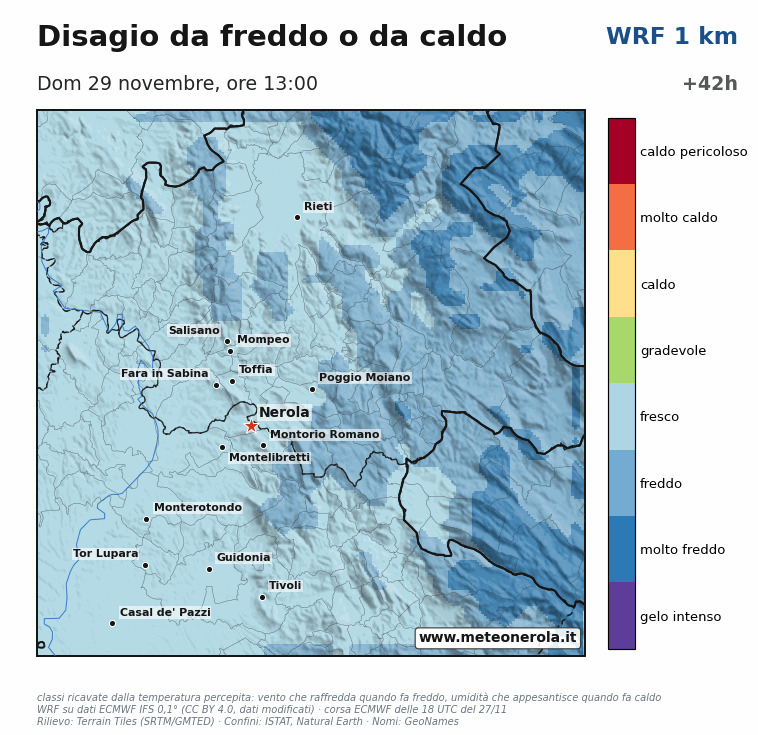 Disagio da freddo o da caldo
WRF 1 km
Dom 29 novembre, ore 13:00
+42h
caldo pericoloso
molto caldo
caldo
gradevole
fresco
freddo
molto freddo
gelo intenso
Rieti
Salisano
Mompeo
Toffia
Fara in Sabina
Poggio Moiano
Nerola
Montorio Romano
Montelibretti
Monterotondo
Tor Lupara
Guidonia
Tivoli
Casal de' Pazzi
www.meteonerola.it
classi ricavate dalla temperatura percepita: vento che raffredda quando fa freddo, umidità che appesantisce quando fa caldo
WRF su dati ECMWF IFS 0,1° (CC BY 4.0, dati modificati) · corsa ECMWF delle 18 UTC del 27/11
Rilievo: Terrain Tiles (SRTM/GMTED) · Confini: ISTAT, Natural Earth · Nomi: GeoNames